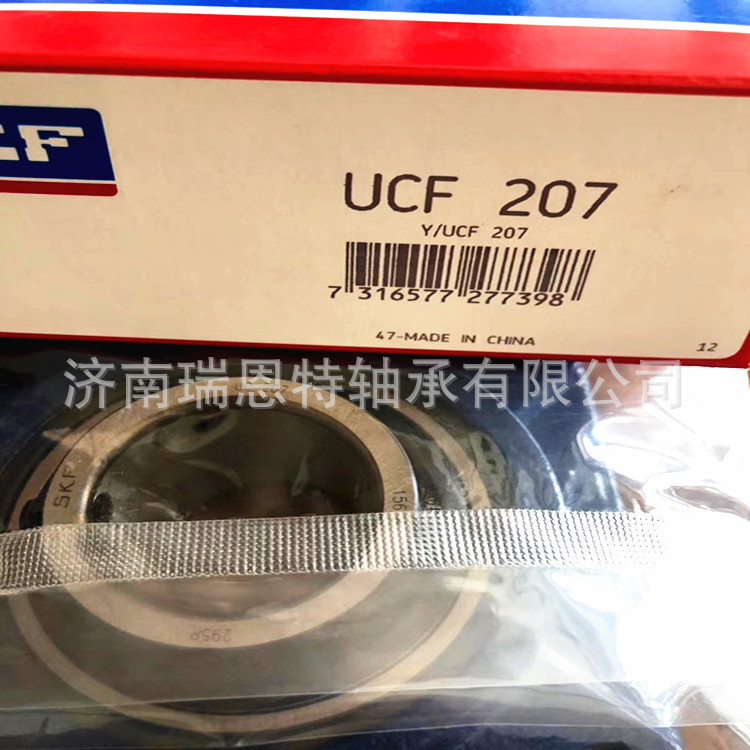 UCF 207
Y/UCF 207
7 316577 277398
47-MADE IN CHINA
12
济南瑞恩特轴承有限公司
SKF
295P